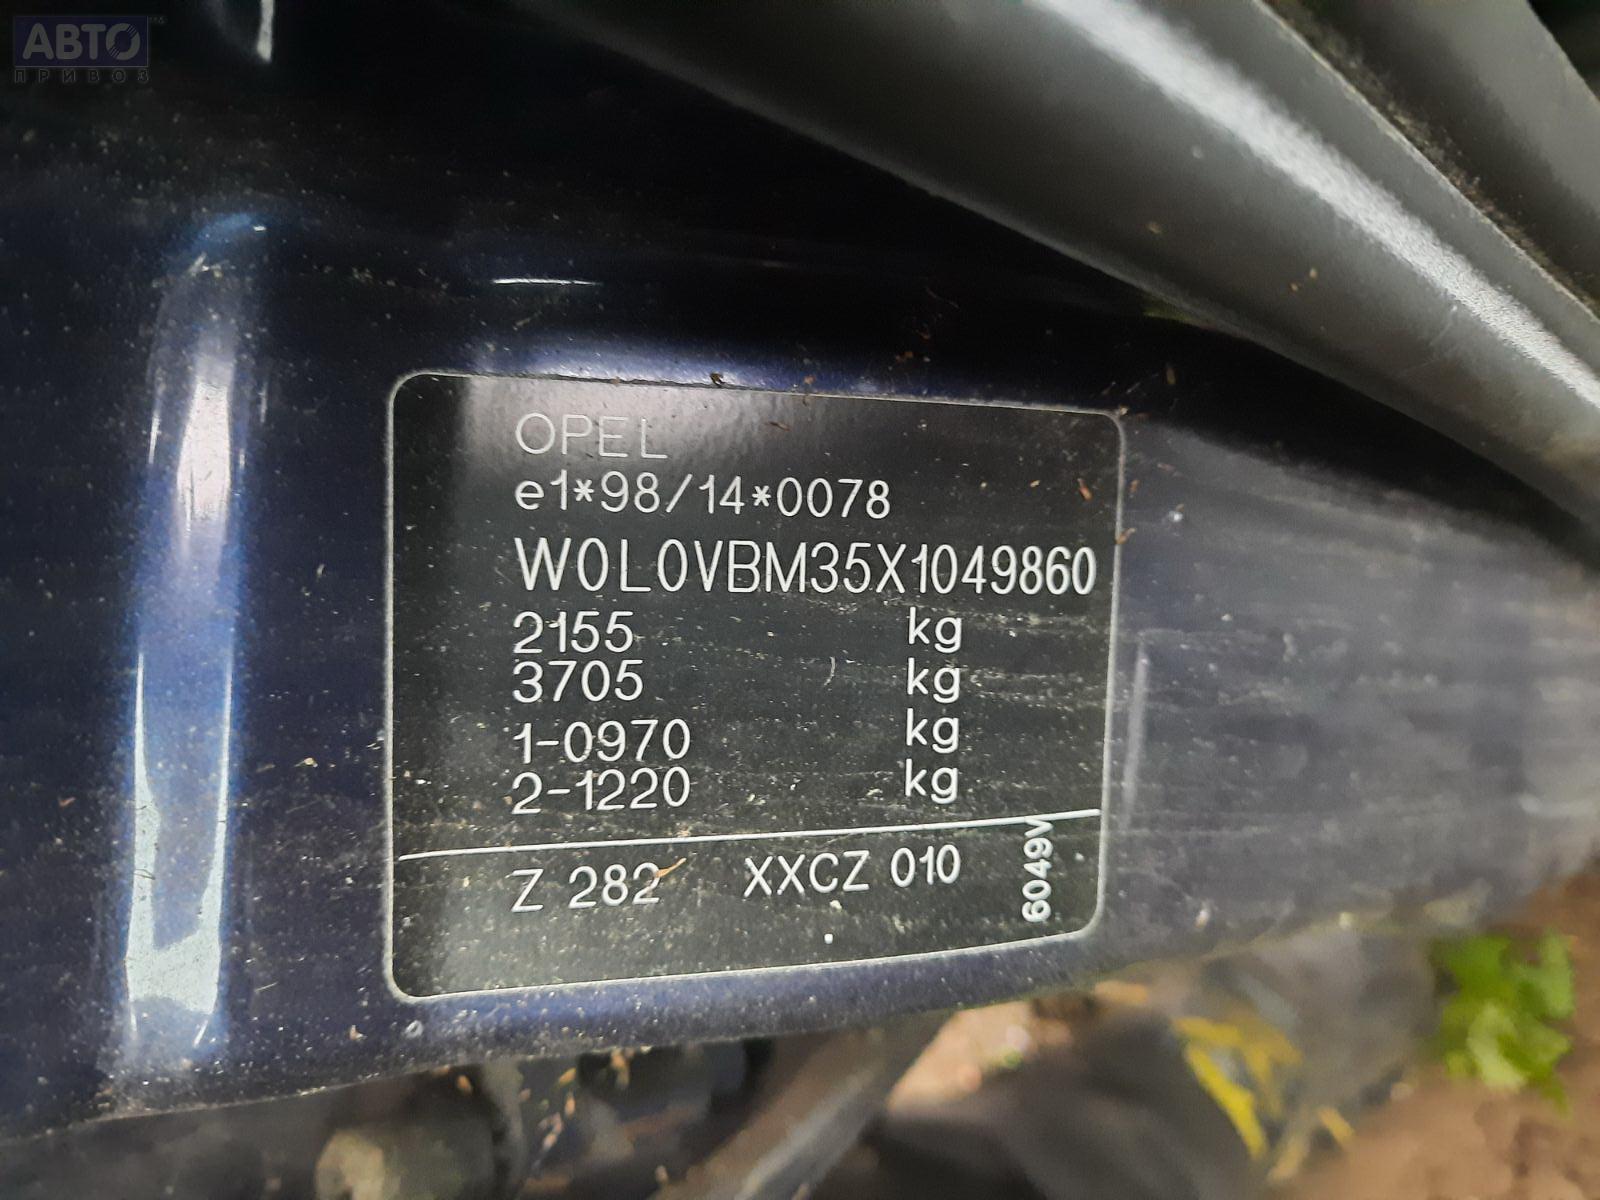 АВТО
ПРИВОЗ
OPEL
e1*98/14*0078
W0L0VBM35X1049860
2155 kg
3705 kg
1-0970 kg
2-1220 kg
Z 282 XXCZ 010
6049V